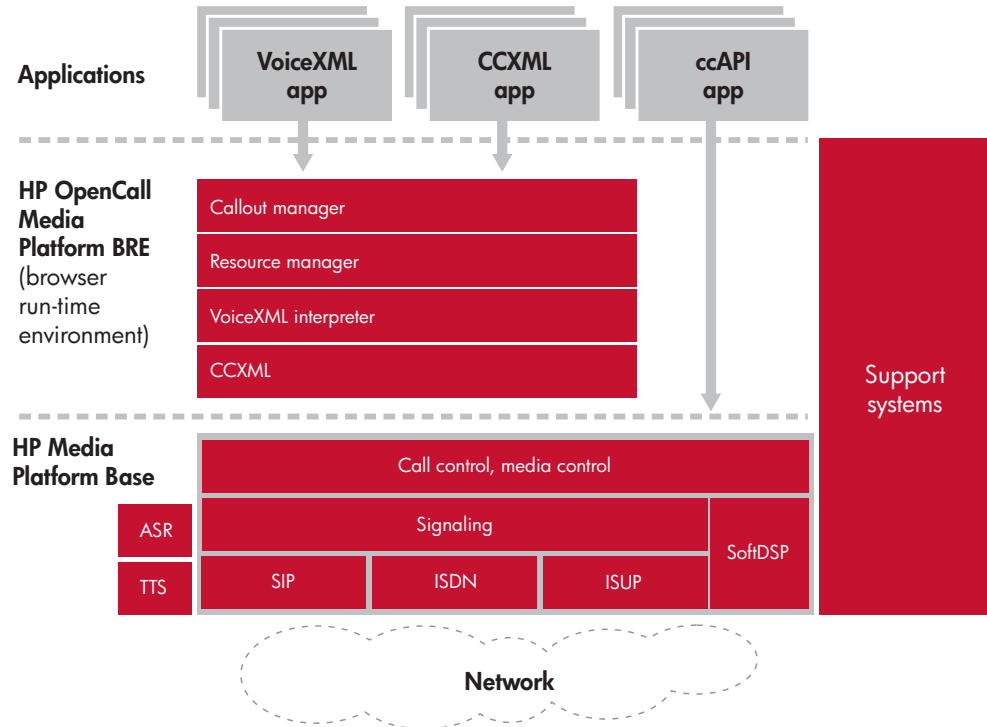 Applications
VoiceXML
app
CCXML
app
ccAPI
app
HP OpenCall
Media
Platform BRE
(browser
run-time
environment)
Callout manager
Resource manager
VoiceXML interpreter
CCXML
Support
systems
HP Media
Platform Base
Call control, media control
ASR
Signaling
SoftDSP
TTS
SIP
ISDN
ISUP
Network